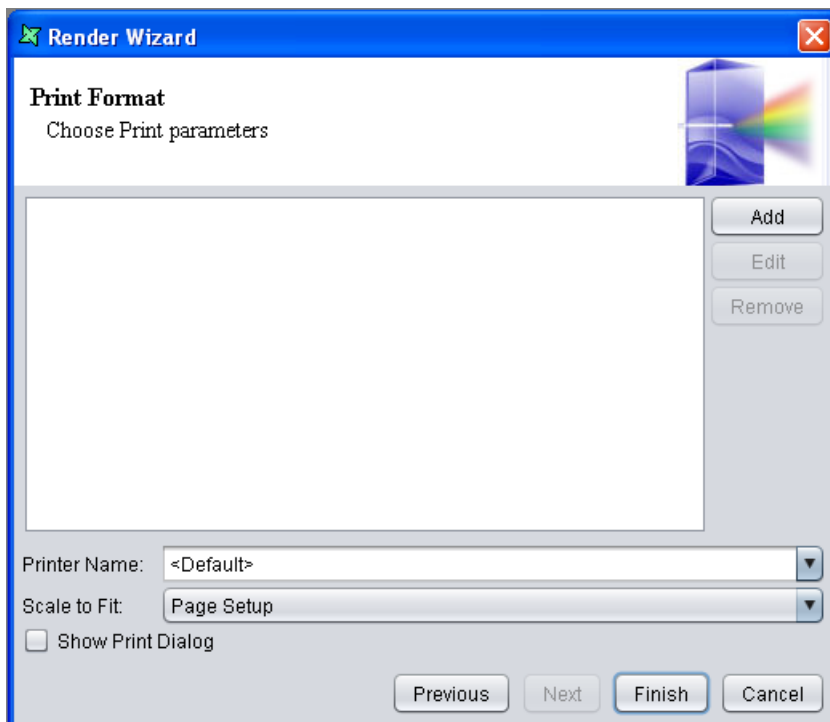 Render Wizard
Print Format
Choose Print parameters
Add
Edit
Remove
Printer Name: <Default>
Scale to Fit: Page Setup
Show Print Dialog
Previous Next Finish Cancel